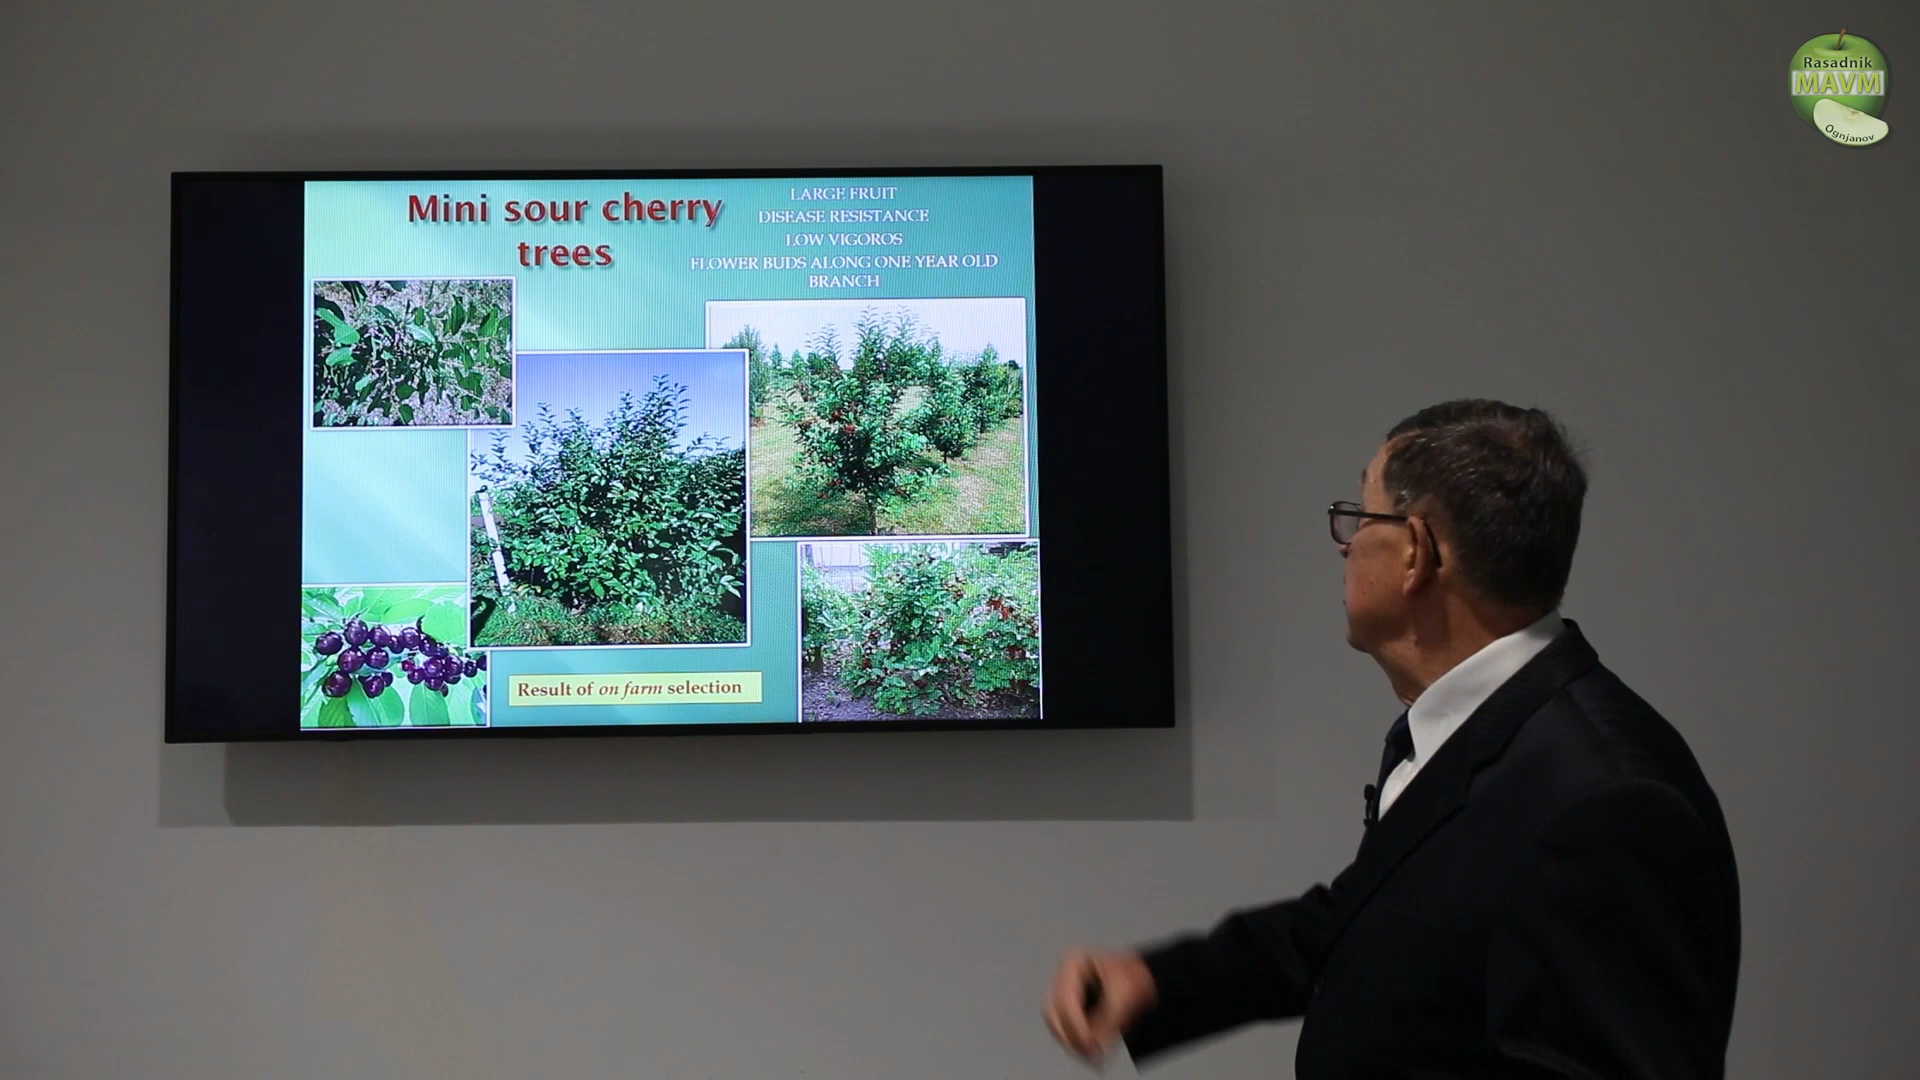 Mini sour cherry
trees
LARGE FRUIT
DISEASE RESISTANCE
LOW VIGOROS
FLOWER BUDS ALONG ONE YEAR OLD
BRANCH
Result of on farm selection
Rasadnik
MAVM
Ognjanov